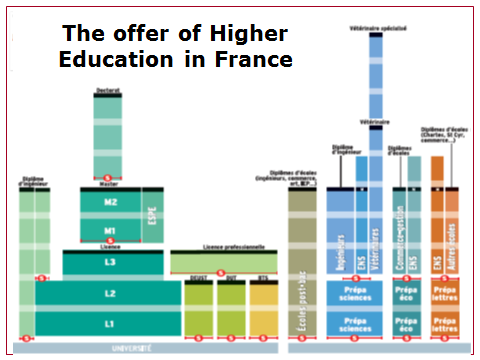 The offer of Higher
Education in France
Vétérinaire spécialisé
Doctorat
Vétérinaire
Diplôme
d'ingénieur
Diplômes d'écoles
(Chartes, St Cyr,
commerce...)
Diplômes
d'écoles
Diplômes d'écoles
(ingénieurs, commerce,
art, IEP...)
Diplôme
d'ingénieur
Master
M2
ESPE
M1
Licence
Licence professionnelle
L3
L2
DEUST
DUT
BTS
L1
Écoles post-bac
Ingénieurs
ENS
Vétérinaires
Commerce-gestion
ENS
ENS
Autres écoles
Prépa
sciences
Prépa
éco
Prépa
lettres
Prépa
sciences
Prépa
éco
Prépa
lettres
UNIVERSITÉ